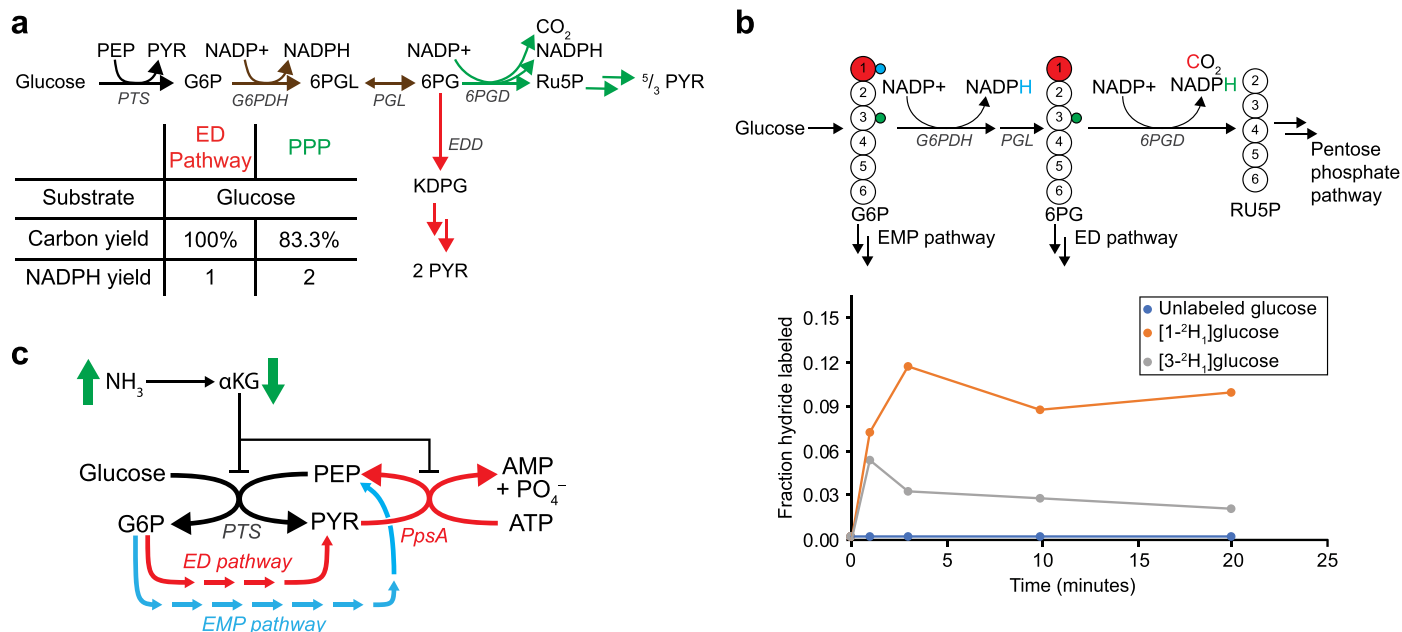 a
PEP PYR NADP+ NADPH NADP+ CO2 NADPH
Glucose G6P 6PGL 6PG Ru5P 5/3 PYR
PTS G6PDH PGL 6PGD
EDD
KDPG
2 PYR
ED Pathway PPP
Substrate Glucose
Carbon yield 100% 83.3%
NADPH yield 1 2
b
1 1
2 2 2
3 3 3
4 4 4
5 5 5
6 6 6
Glucose NADP+ NADPH NADP+ CO2 NADPH
G6PDH PGL 6PGD
G6P 6PG RU5P
EMP pathway ED pathway
Pentose
phosphate
pathway
Unlabeled glucose
[1-²H₁]glucose
[3-²H₁]glucose
Fraction hydride labeled
0.15
0.12
0.09
0.06
0.03
0.00
0 5 10 15 20 25
Time (minutes)
c
NH₃ αKG
Glucose PEP AMP
+ PO₄⁻
G6P PTS PYR PpsA ATP
ED pathway
EMP pathway